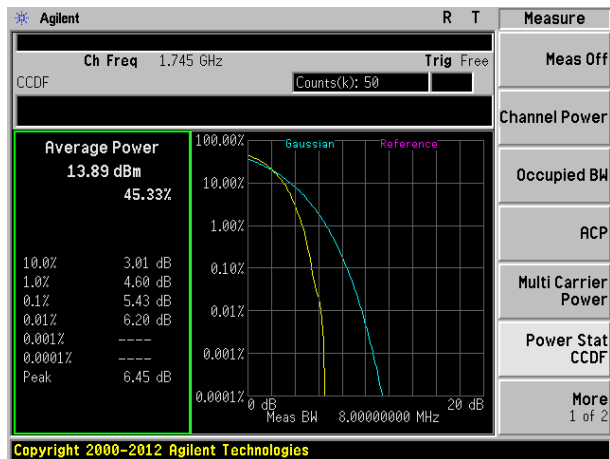 Agilent R T
Ch Freq 1.745 GHz Trig Free
CCDF Counts(k): 50
Average Power
13.89 dBm
45.33%
10.0% 3.01 dB
1.0% 4.60 dB
0.1% 5.43 dB
0.01% 6.20 dB
0.001% ----
0.0001% ----
Peak 6.45 dB
Gaussian Reference
100.00%
10.00%
1.00%
0.10%
0.01%
0.001%
0.0001%
0 dB 20 dB
Meas BW 8.00000000 MHz
Measure
Meas Off
Channel Power
Occupied BW
ACP
Multi Carrier
Power
Power Stat
CCDF
More
1 of 2
Copyright 2000-2012 Agilent Technologies